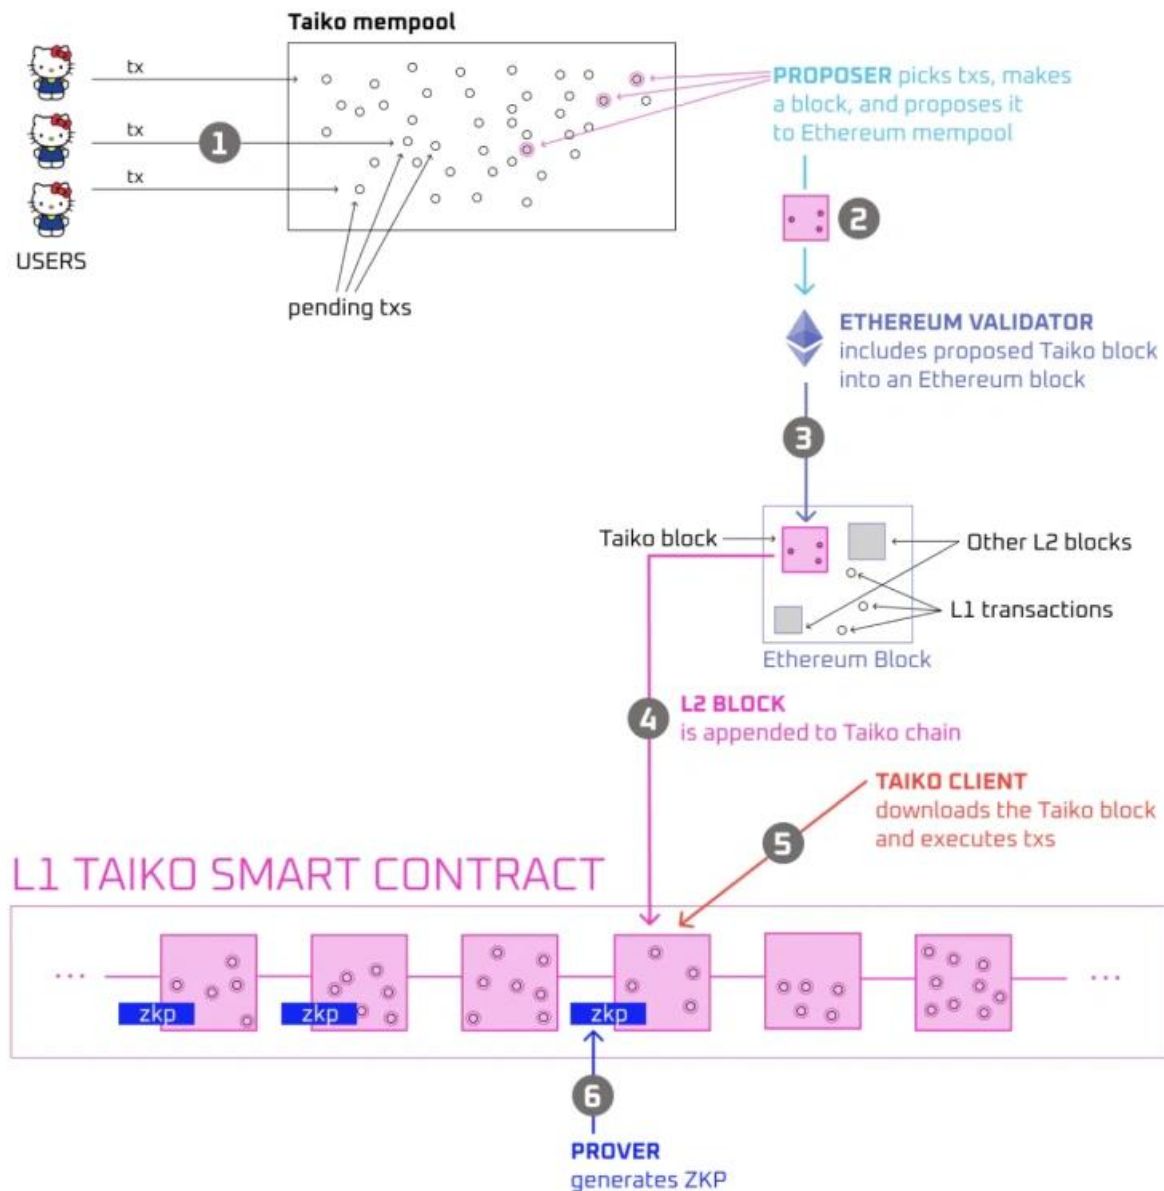 Taiko mempool
tx
tx
1
tx
USERS
pending txs
PROPOSER picks txs, makes
a block, and proposes it
to Ethereum mempool
2
ETHEREUM VALIDATOR
includes proposed Taiko block
into an Ethereum block
3
Taiko block
Other L2 blocks
L1 transactions
Ethereum Block
4
L2 BLOCK
is appended to Taiko chain
TAIKO CLIENT
downloads the Taiko block
and executes txs
5
L1 TAIKO SMART CONTRACT
...
...
zkp
zkp
zkp
6
PROVER
generates ZKP